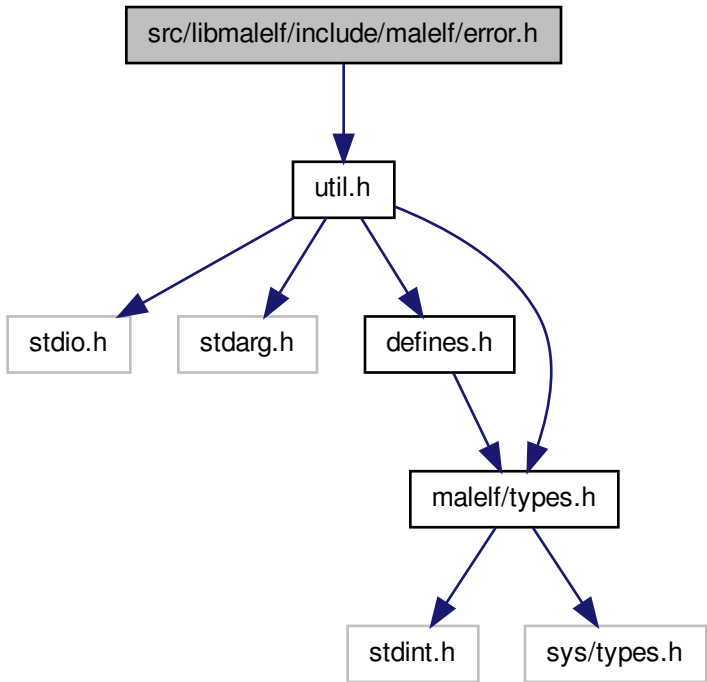 src/libmalelf/include/malelf/error.h
util.h
stdio.h
stdarg.h
defines.h
malelf/types.h
stdint.h
sys/types.h